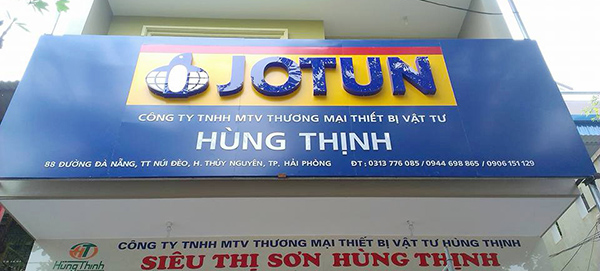 JOTUN
CÔNG TY TNHH MTV THƯƠNG MẠI THIẾT BỊ VẬT TƯ
HÙNG THỊNH
88 ĐƯỜNG ĐÀ NẴNG, TT NÚI ĐÈO, H. THỦY NGUYÊN, TP. HẢI PHÒNG ĐT: 0313 776 085 / 0944 698 865 / 0906 151 129
HT
Hùng Thịnh
CÔNG TY TNHH MTV THƯƠNG MẠI THIẾT BỊ VẬT TƯ HÙNG THỊNH
SIÊU THỊ SƠN HÙNG THỊNH